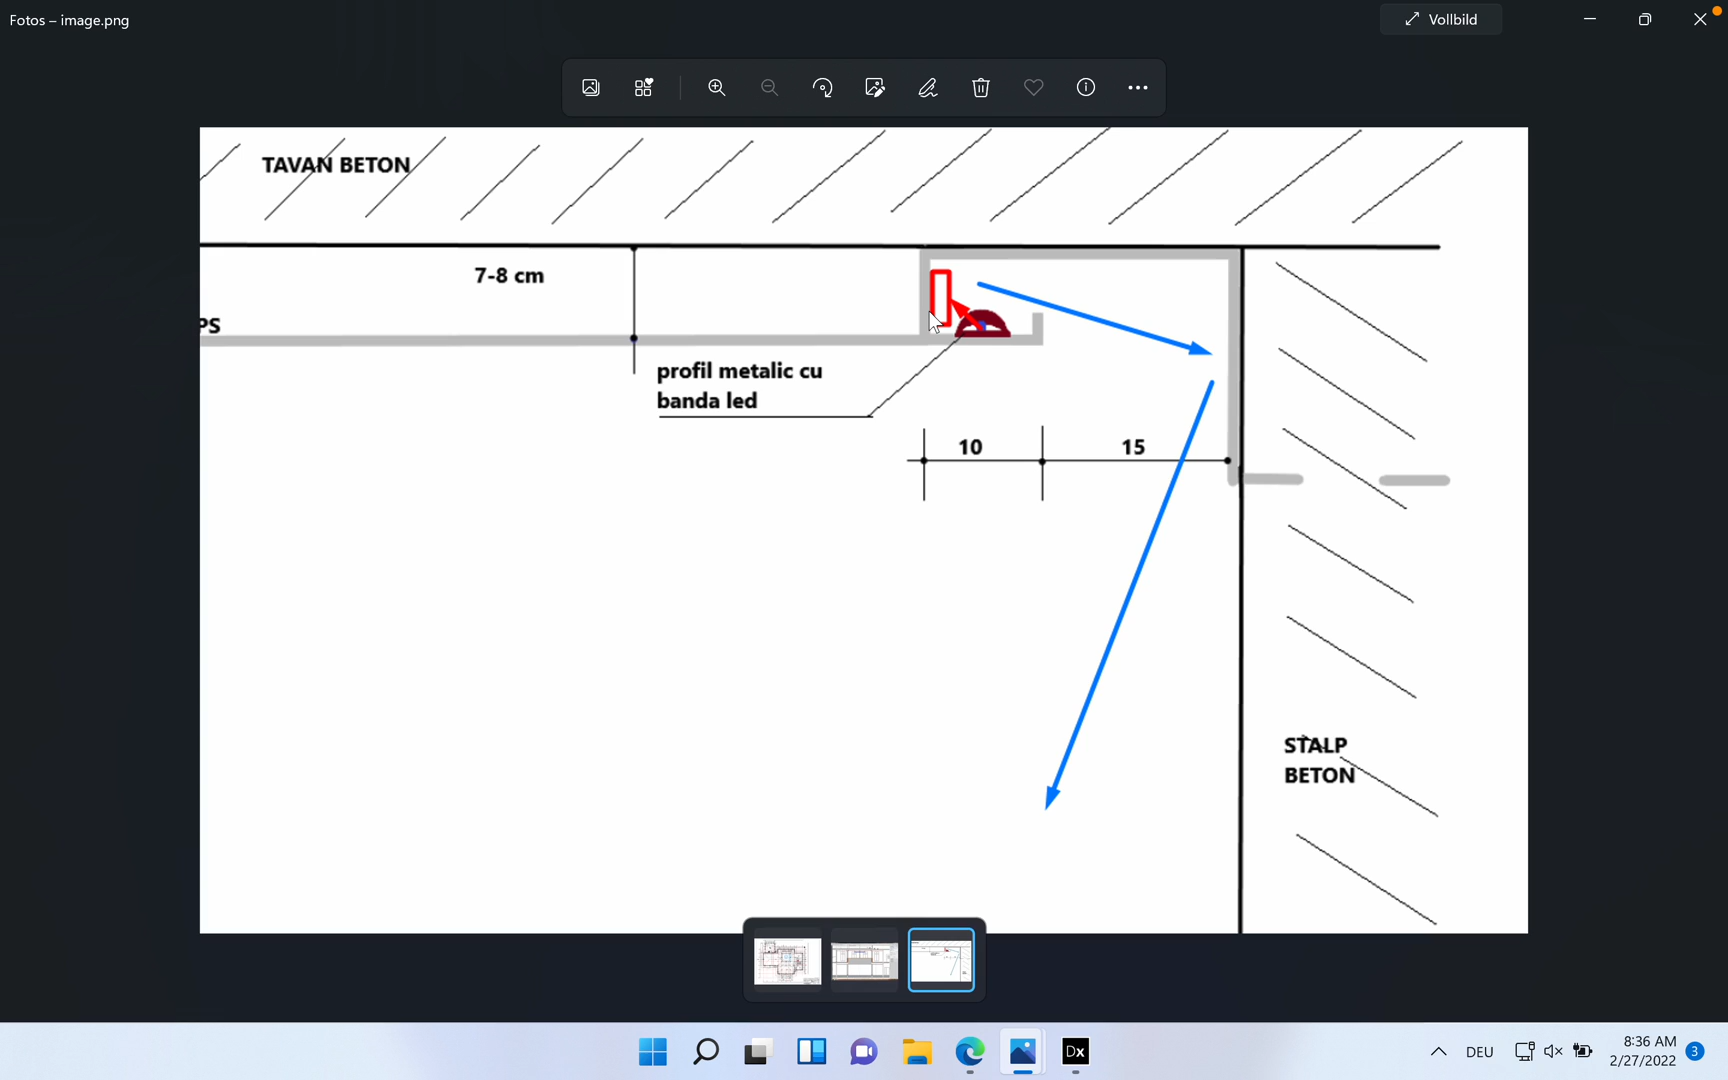 Fotos – image.png
Vollbild
TAVAN BETON
7-8 cm
PS
profil metalic cu
banda led
10
15
STALP
BETON
Dx
DEU
8:36 AM
2/27/2022
3